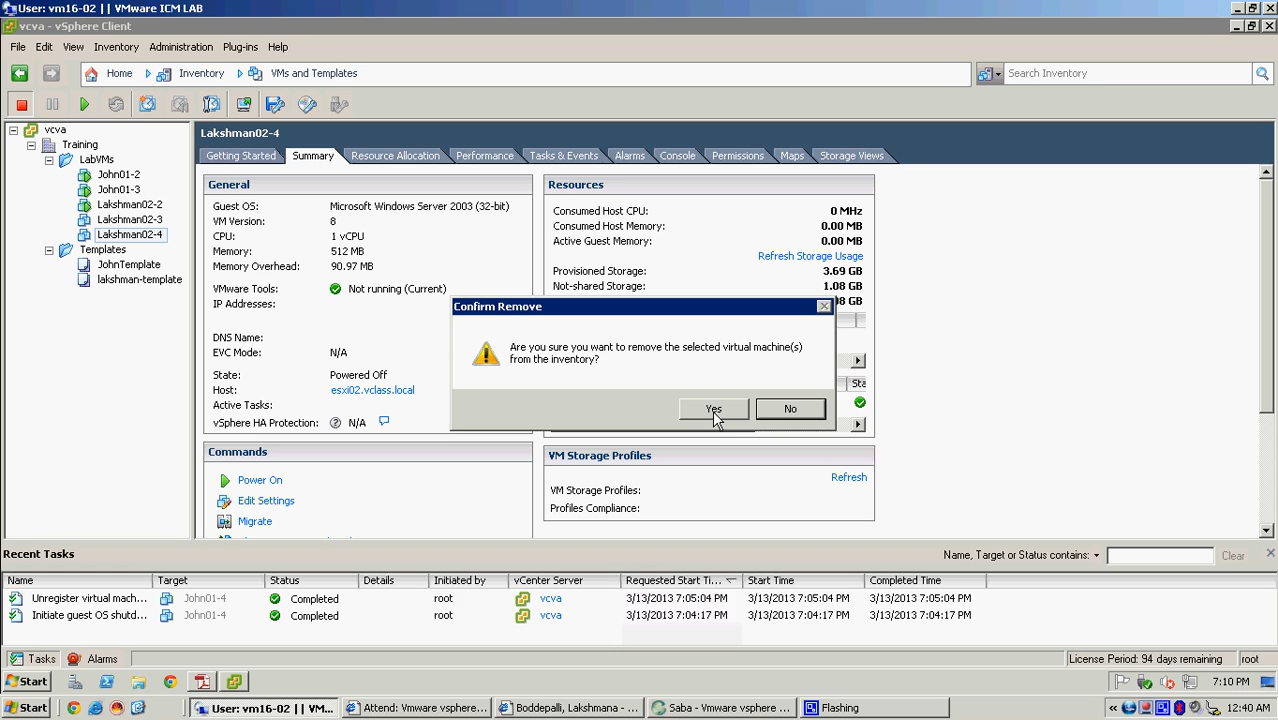 User: vm16-02 || VMware ICM LAB
vcva - vSphere Client
File Edit View Inventory Administration Plug-ins Help
Home Inventory VMs and Templates Search Inventory
vcva
Training
LabVMs
John01-2
John01-3
Lakshman02-2
Lakshman02-3
Lakshman02-4
Templates
JohnTemplate
lakshman-template
Lakshman02-4
Getting Started Summary Resource Allocation Performance Tasks & Events Alarms Console Permissions Maps Storage Views
General
Guest OS: Microsoft Windows Server 2003 (32-bit)
VM Version: 8
CPU: 1 vCPU
Memory: 512 MB
Memory Overhead: 90.97 MB
VMware Tools: Not running (Current)
IP Addresses:
DNS Name:
EVC Mode: N/A
State: Powered Off
Host: esxi02.vclass.local
Active Tasks:
vSphere HA Protection: N/A
Commands
Power On
Edit Settings
Migrate
Resources
Consumed Host CPU: 0 MHz
Consumed Host Memory: 0.00 MB
Active Guest Memory: 0.00 MB
Refresh Storage Usage
Provisioned Storage: 3.69 GB
Not-shared Storage: 1.08 GB
8 GB
Sta
VM Storage Profiles
Refresh
VM Storage Profiles:
Profiles Compliance:
Confirm Remove
Are you sure you want to remove the selected virtual machine(s)
from the inventory?
Yes No
Recent Tasks Name, Target or Status contains: Clear
Name Target Status Details Initiated by vCenter Server Requested Start Ti... Start Time Completed Time
Unregister virtual mach... John01-4 Completed root vcva 3/13/2013 7:05:04 PM 3/13/2013 7:05:04 PM 3/13/2013 7:05:04 PM
Initiate guest OS shutd... John01-4 Completed root vcva 3/13/2013 7:04:17 PM 3/13/2013 7:04:17 PM 3/13/2013 7:04:17 PM
Tasks Alarms License Period: 94 days remaining root
Start 7:10 PM
Start User: vm16-02 || VM... Attend: Vmware vsphere... Boddepalli, Lakshmana - ... Saba - Vmware vsphere ... Flashing 12:40 AM